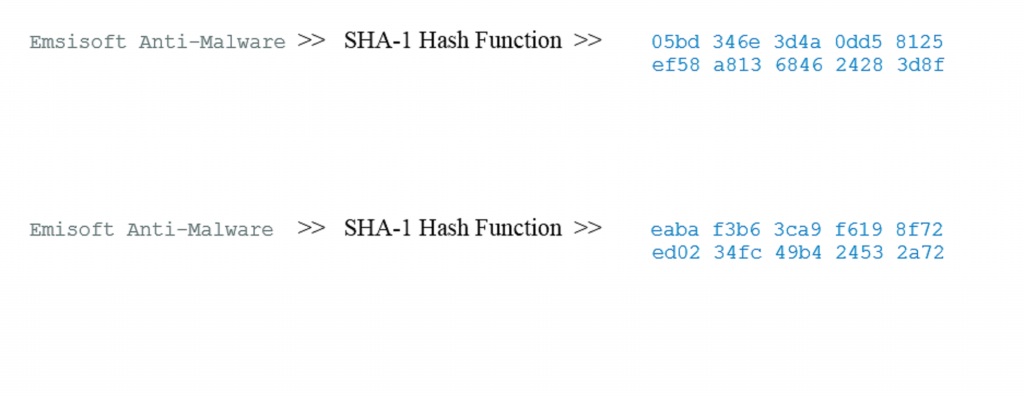 Emsisoft Anti-Malware >> SHA-1 Hash Function >> 05bd 346e 3d4a 0dd5 8125
ef58 a813 6846 2428 3d8f
Emisoft Anti-Malware >> SHA-1 Hash Function >> eaba f3b6 3ca9 f619 8f72
ed02 34fc 49b4 2453 2a72